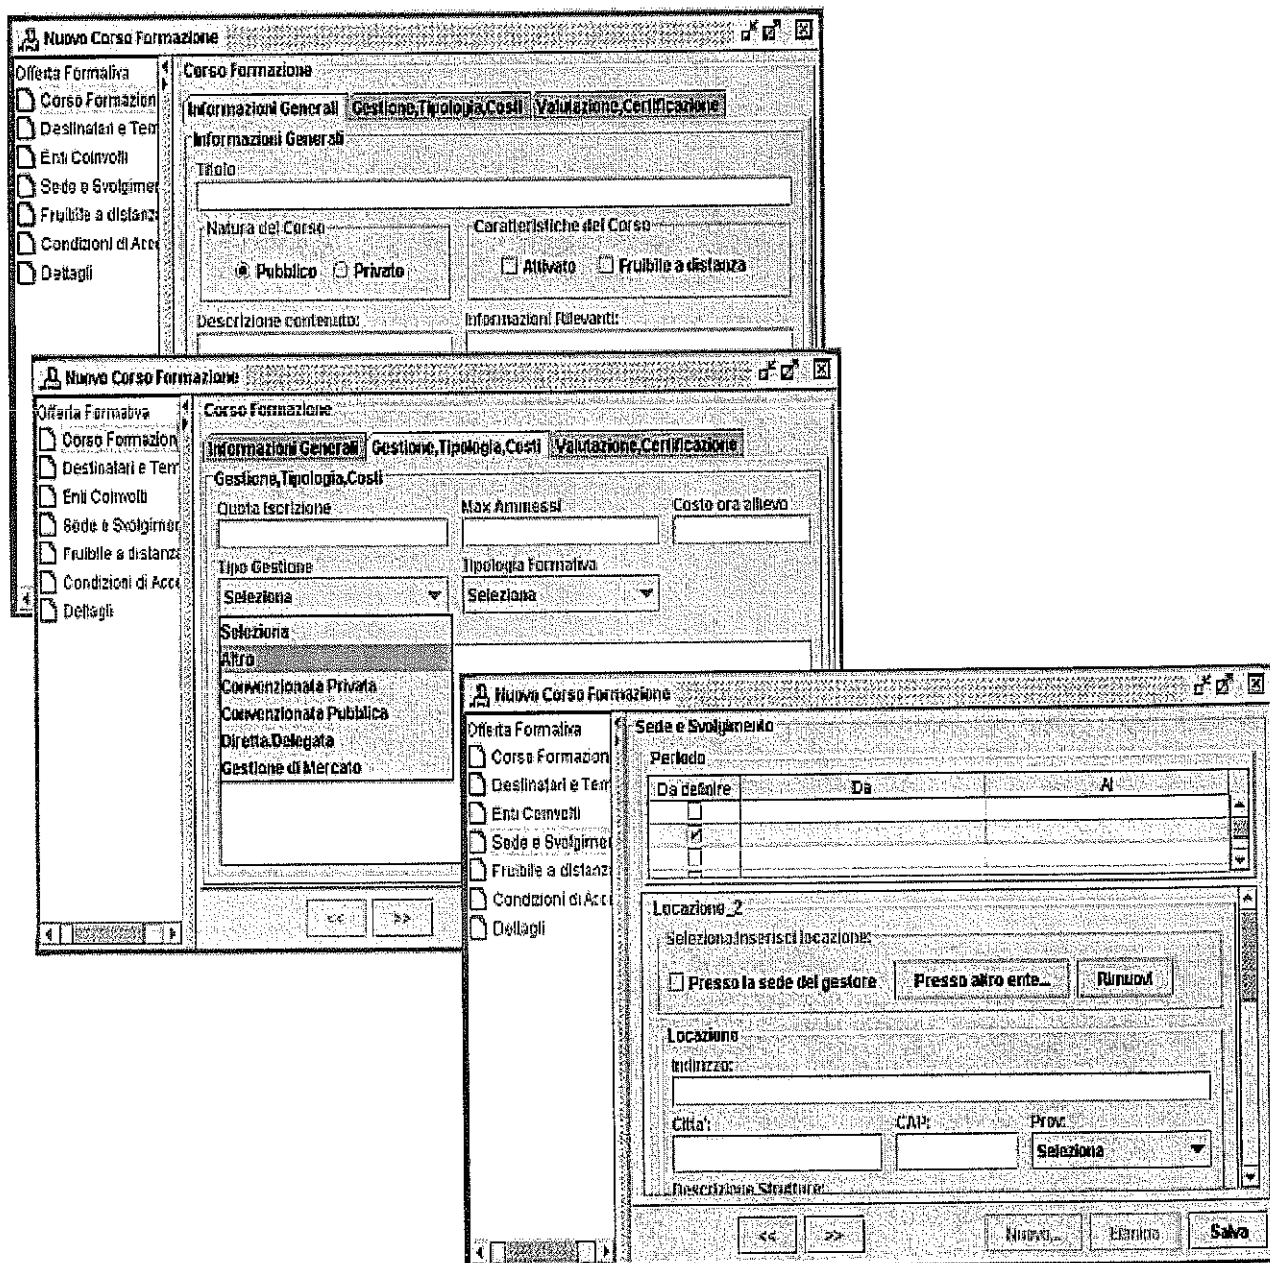 Nuovo Corso Formazione
Offerta Formativa
Corso Formazion
Destinatari e Tem
Enti Coinvolti
Sede e Svolgimen
Fruibile a distanza
Condizioni di Acce
Dettagli
Corso Formazione
Informazioni Generali Gestione,Tipologia,Costi Valutazione,Certificazione
Informazioni Generali
Titolo
Natura del Corso
Pubblico Privato
Caratteristiche del Corso
Attivato Fruibile a distanza
Descrizione contenuto: Informazioni Rilevanti:
Nuovo Corso Formazione
Offerta Formativa
Corso Formazion
Destinatari e Tem
Enti Coinvolti
Sede e Svolgimen
Fruibile a distanza
Condizioni di Acce
Dettagli
Corso Formazione
Informazioni Generali Gestione,Tipologia,Costi Valutazione,Certificazione
Gestione,Tipologia,Costi
Quota Iscrizione Max Ammessi Costo ora allievo
Tipo Gestione Tipologia Formativa
Seleziona Seleziona
Seleziona
Altro
Convenzionata Privata
Convenzionata Pubblica
Diretta.Delegata
Gestione di Mercato
<< >>
Nuovo Corso Formazione
Offerta Formativa
Corso Formazion
Destinatari e Tem
Enti Coinvolti
Sede e Svolgimen
Fruibile a distanz
Condizioni di Acce
Dettagli
Sede e Svolgimento
Periodo
Da definire Da Al
Locazione_2
Seleziona/Inserisci locazione:
Presso la sede del gestore Presso altro ente... Rimuovi
Locazione
Indirizzo:
Citta': CAP: Prov:
Seleziona
Descrizione Strutture:
<< >> Nuovo... Elimina Salva